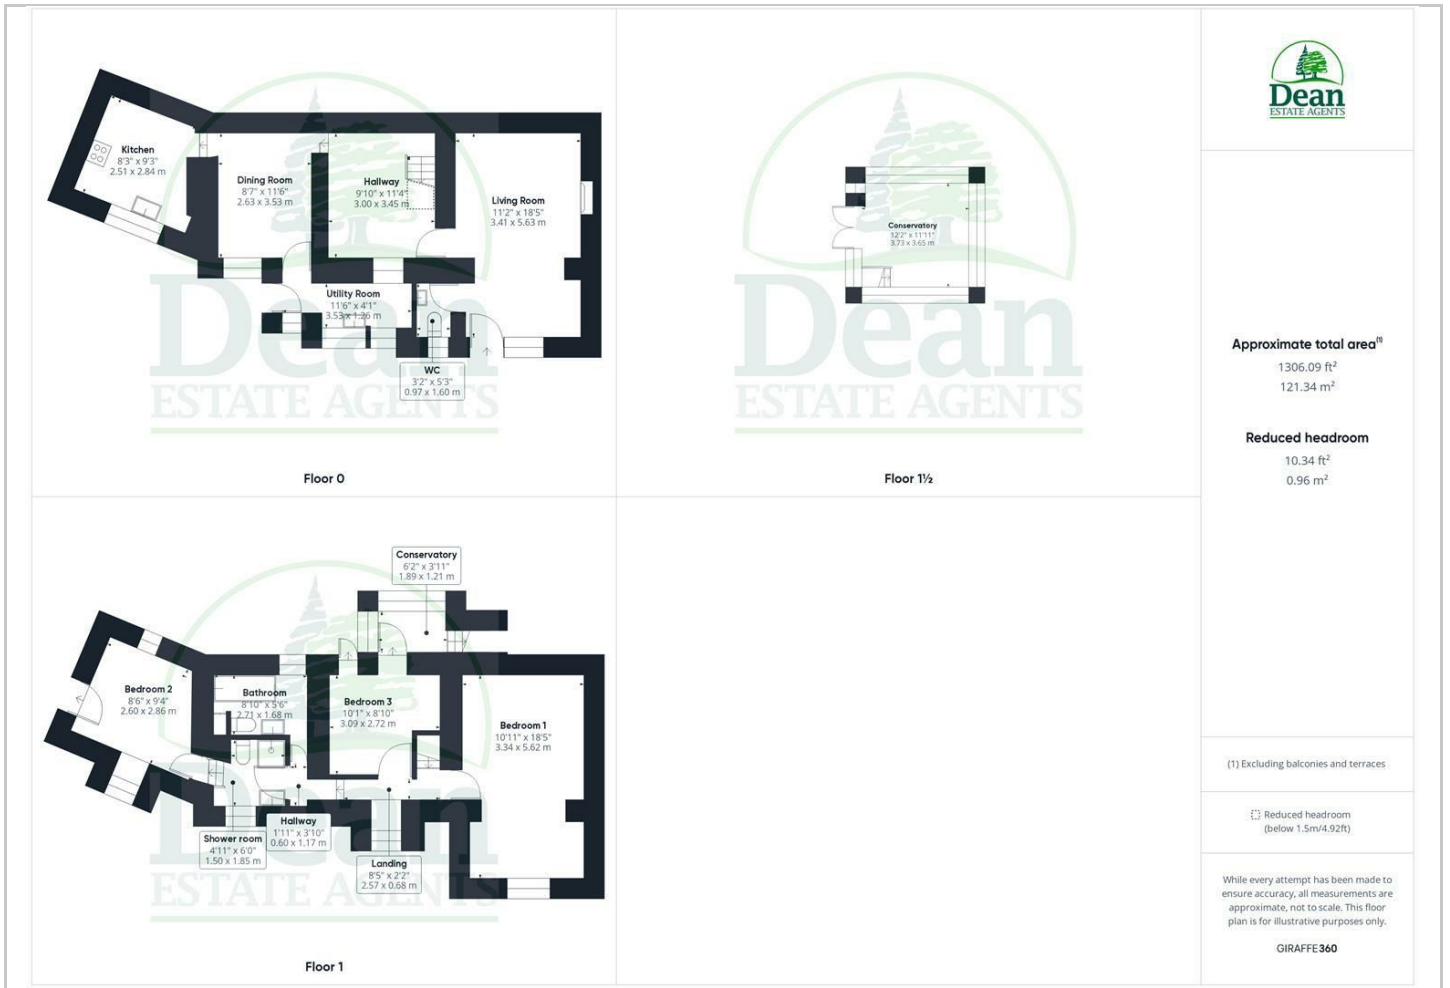 Kitchen
8'3" x 9'3"
2.51 x 2.84 m
Dining Room
8'7" x 11'6"
2.63 x 3.53 m
Hallway
9'10" x 11'4"
3.00 x 3.45 m
Living Room
11'2" x 18'5"
3.41 x 5.63 m
Utility Room
11'6" x 4'1"
3.53 x 1.26 m
WC
3'2" x 5'3"
0.97 x 1.60 m
Dean
ESTATE AGENTS
Floor 0
Conservatory
12'2" x 11'11"
3.73 x 3.65 m
Dean
ESTATE AGENTS
Floor 1½
Conservatory
6'2" x 3'11"
1.89 x 1.21 m
Bedroom 2
8'6" x 9'4"
2.60 x 2.86 m
Bathroom
8'10" x 5'6"
2.71 x 1.68 m
Bedroom 3
10'1" x 8'10"
3.09 x 2.72 m
Bedroom 1
10'11" x 18'5"
3.34 x 5.62 m
Hallway
1'11" x 3'10"
0.60 x 1.17 m
Shower room
4'11" x 6'0"
1.50 x 1.85 m
Landing
8'5" x 2'2"
2.57 x 0.68 m
Dean
ESTATE AGENTS
Floor 1
Dean
ESTATE AGENTS
Approximate total area⁽¹⁾
1306.09 ft²
121.34 m²
Reduced headroom
10.34 ft²
0.96 m²
(1) Excluding balconies and terraces
Reduced headroom
(below 1.5m/4.92ft)
While every attempt has been made to
ensure accuracy, all measurements are
approximate, not to scale. This floor
plan is for illustrative purposes only.
GIRAFFE360